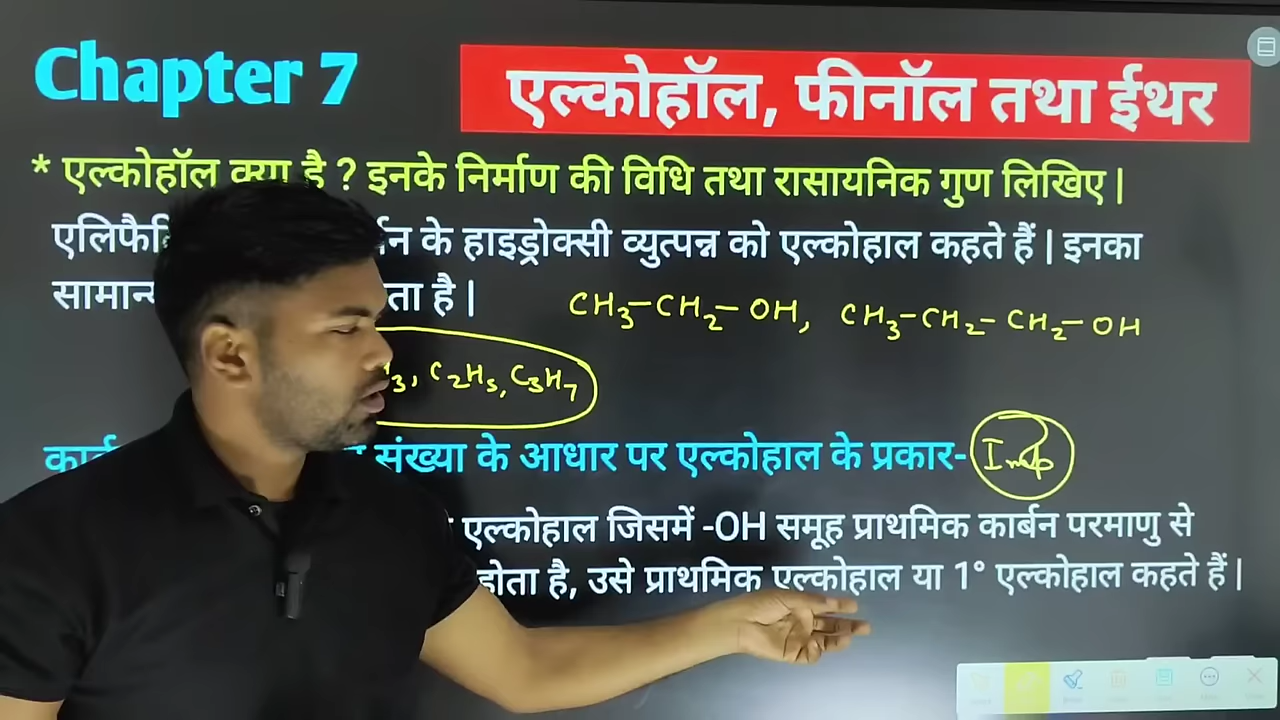 Chapter 7
एल्कोहॉल, फीनॉल तथा ईथर
* एल्कोहॉल क्या है ? इनके निर्माण की विधि तथा रासायनिक गुण लिखिए |
के हाइड्रोक्सी व्युत्पन्न को एल्कोहाल कहते हैं | इनका
है |
CH₃-CH₂-OH, CH₃-CH₂-CH₂-OH
C₂H₅, C₃H₇
संख्या के आधार पर एल्कोहाल के प्रकार-
एल्कोहाल जिसमें -OH समूह प्राथमिक कार्बन परमाणु से
होता है, उसे प्राथमिक एल्कोहाल या 1° एल्कोहाल कहते हैं |